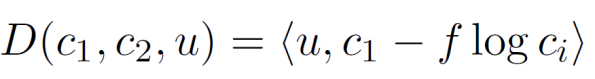 D(c₁, c₂, u) = ⟨u, c₁ − f log cᵢ⟩